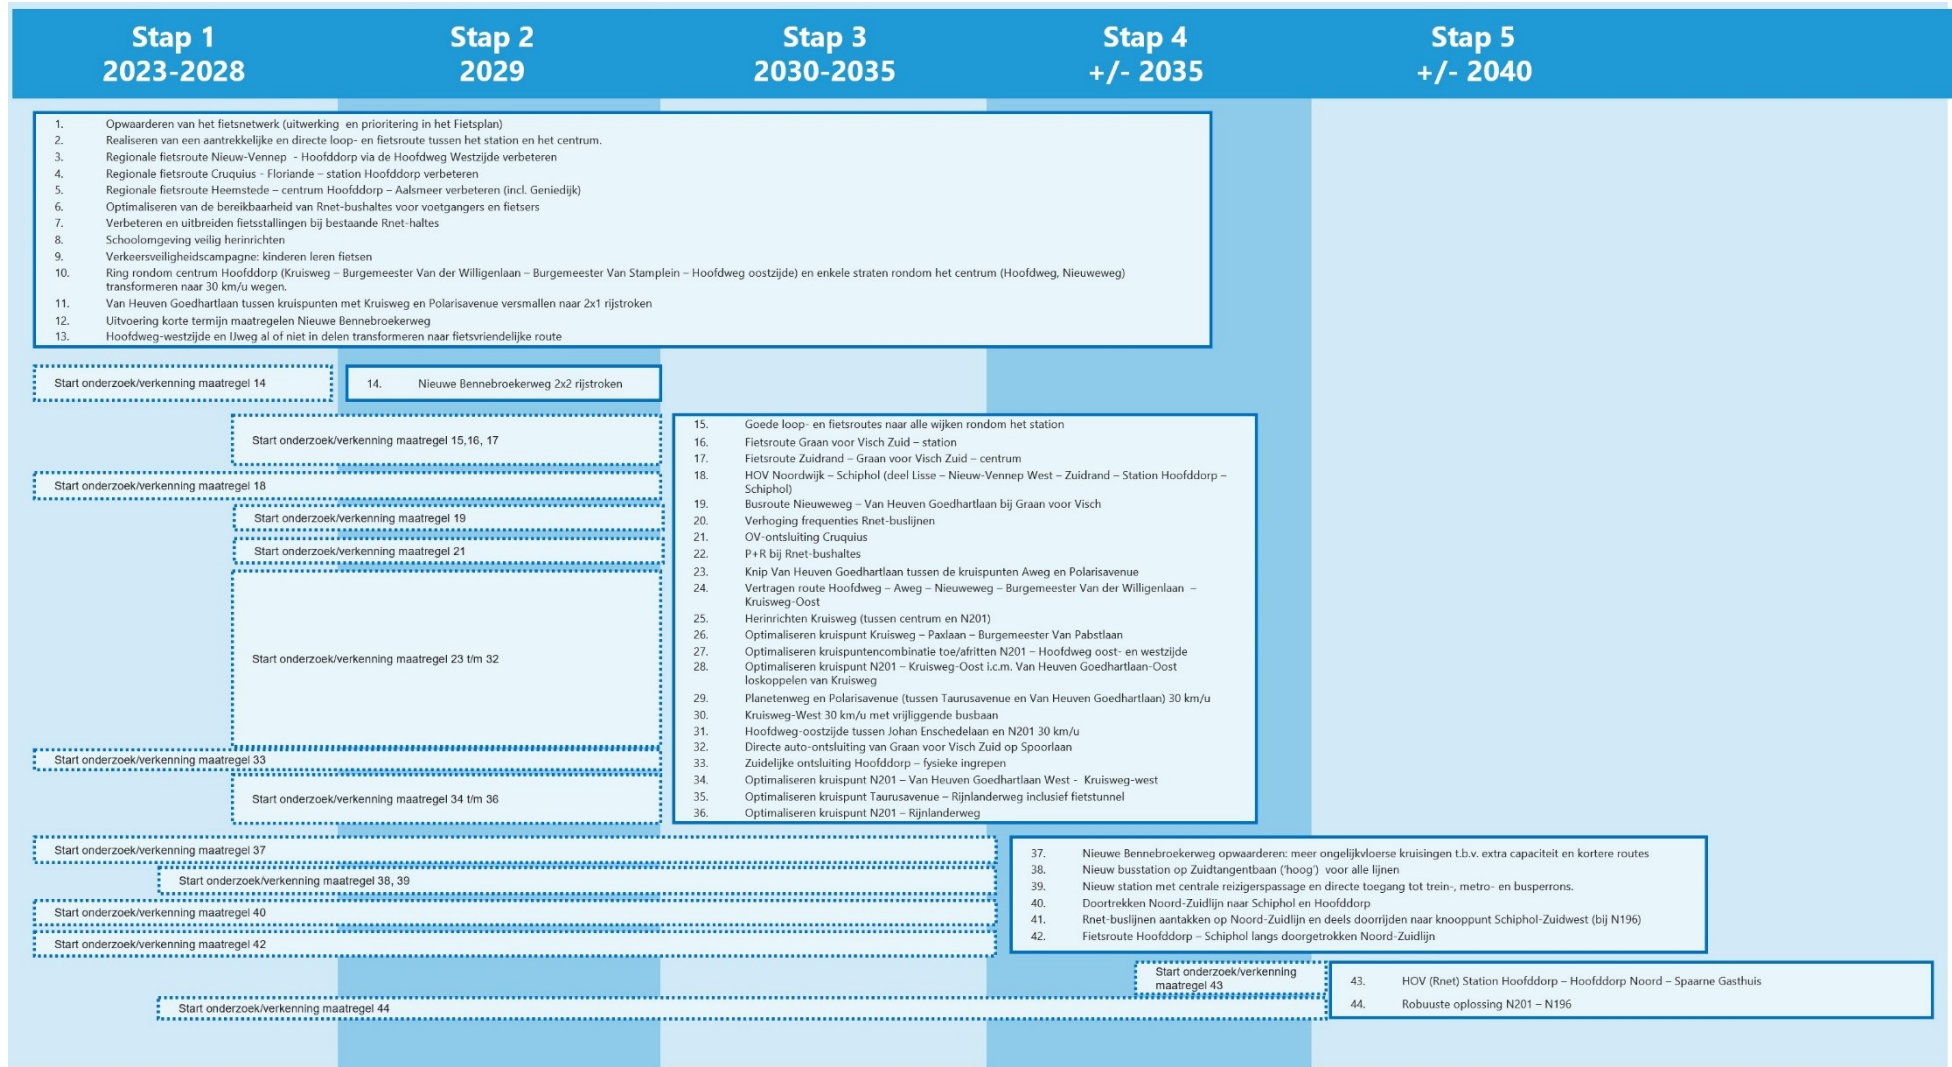 Stap 1
2023-2028
Stap 2
2029
Stap 3
2030-2035
Stap 4
+/- 2035
Stap 5
+/- 2040
1. Opwaarderen van het fietsnetwerk (uitwerking en prioritering in het Fietsplan)
2. Realiseren van een aantrekkelijke en directe loop- en fietsroute tussen het station en het centrum.
3. Regionale fietsroute Nieuw-Vennep - Hoofddorp via de Hoofdweg Westzijde verbeteren
4. Regionale fietsroute Cruquius - Floriande – station Hoofddorp verbeteren
5. Regionale fietsroute Heemstede – centrum Hoofddorp – Aalsmeer verbeteren (incl. Geniedijk)
6. Optimaliseren van de bereikbaarheid van Rnet-bushaltes voor voetgangers en fietsers
7. Verbeteren en uitbreiden fietsstallingen bij bestaande Rnet-haltes
8. Schoolomgeving veilig herinrichten
9. Verkeersveiligheidscampagne: kinderen leren fietsen
10. Ring rondom centrum Hoofddorp (Kruisweg – Burgemeester Van der Willigenlaan – Burgemeester Van Stamplein – Hoofdweg oostzijde) en enkele straten rondom het centrum (Hoofdweg, Nieuweweg)
transformeren naar 30 km/u wegen.
11. Van Heuven Goedhartlaan tussen kruispunten met Kruisweg en Polarisavenue versmallen naar 2x1 rijstroken
12. Uitvoering korte termijn maatregelen Nieuwe Bennebroekerweg
13. Hoofdweg-westzijde en IJweg al of niet in delen transformeren naar fietsvriendelijke route
Start onderzoek/verkenning maatregel 14
14. Nieuwe Bennebroekerweg 2x2 rijstroken
Start onderzoek/verkenning maatregel 15,16, 17
Start onderzoek/verkenning maatregel 18
Start onderzoek/verkenning maatregel 19
Start onderzoek/verkenning maatregel 21
Start onderzoek/verkenning maatregel 23 t/m 32
Start onderzoek/verkenning maatregel 33
Start onderzoek/verkenning maatregel 34 t/m 36
15. Goede loop- en fietsroutes naar alle wijken rondom het station
16. Fietsroute Graan voor Visch Zuid – station
17. Fietsroute Zuidrand – Graan voor Visch Zuid – centrum
18. HOV Noordwijk – Schiphol (deel Lisse – Nieuw-Vennep West – Zuidrand – Station Hoofddorp –
Schiphol)
19. Busroute Nieuweweg – Van Heuven Goedhartlaan bij Graan voor Visch
20. Verhoging frequenties Rnet-buslijnen
21. OV-ontsluiting Cruquius
22. P+R bij Rnet-bushaltes
23. Knip Van Heuven Goedhartlaan tussen de kruispunten Aweg en Polarisavenue
24. Vertragen route Hoofdweg – Aweg – Nieuweweg – Burgemeester Van der Willigenlaan –
Kruisweg-Oost
25. Herinrichten Kruisweg (tussen centrum en N201)
26. Optimaliseren kruispunt Kruisweg – Paxlaan – Burgemeester Van Pabstlaan
27. Optimaliseren kruispuntencombinatie toe/afritten N201 – Hoofdweg oost- en westzijde
28. Optimaliseren kruispunt N201 – Kruisweg-Oost i.c.m. Van Heuven Goedhartlaan-Oost
loskoppelen van Kruisweg
29. Planetenweg en Polarisavenue (tussen Taurusavenue en Van Heuven Goedhartlaan) 30 km/u
30. Kruisweg-West 30 km/u met vrijliggende busbaan
31. Hoofdweg-oostzijde tussen Johan Enschedelaan en N201 30 km/u
32. Directe auto-ontsluiting van Graan voor Visch Zuid op Spoorlaan
33. Zuidelijke ontsluiting Hoofddorp – fysieke ingrepen
34. Optimaliseren kruispunt N201 – Van Heuven Goedhartlaan West - Kruisweg-west
35. Optimaliseren kruispunt Taurusavenue – Rijnlanderweg inclusief fietstunnel
36. Optimaliseren kruispunt N201 – Rijnlanderweg
Start onderzoek/verkenning maatregel 37
Start onderzoek/verkenning maatregel 38, 39
Start onderzoek/verkenning maatregel 40
Start onderzoek/verkenning maatregel 42
37. Nieuwe Bennebroekerweg opwaarderen: meer ongelijkvloerse kruisingen t.b.v. extra capaciteit en kortere routes
38. Nieuw busstation op Zuidtangentbaan ('hoog') voor alle lijnen
39. Nieuw station met centrale reizigerspassage en directe toegang tot trein-, metro- en busperrons.
40. Doortrekken Noord-Zuidlijn naar Schiphol en Hoofddorp
41. Rnet-buslijnen aantakken op Noord-Zuidlijn en deels doorrijden naar knooppunt Schiphol-Zuidwest (bij N196)
42. Fietsroute Hoofddorp – Schiphol langs doorgetrokken Noord-Zuidlijn
Start onderzoek/verkenning
maatregel 43
Start onderzoek/verkenning maatregel 44
43. HOV (Rnet) Station Hoofddorp – Hoofddorp Noord – Spaarne Gasthuis
44. Robuuste oplossing N201 – N196